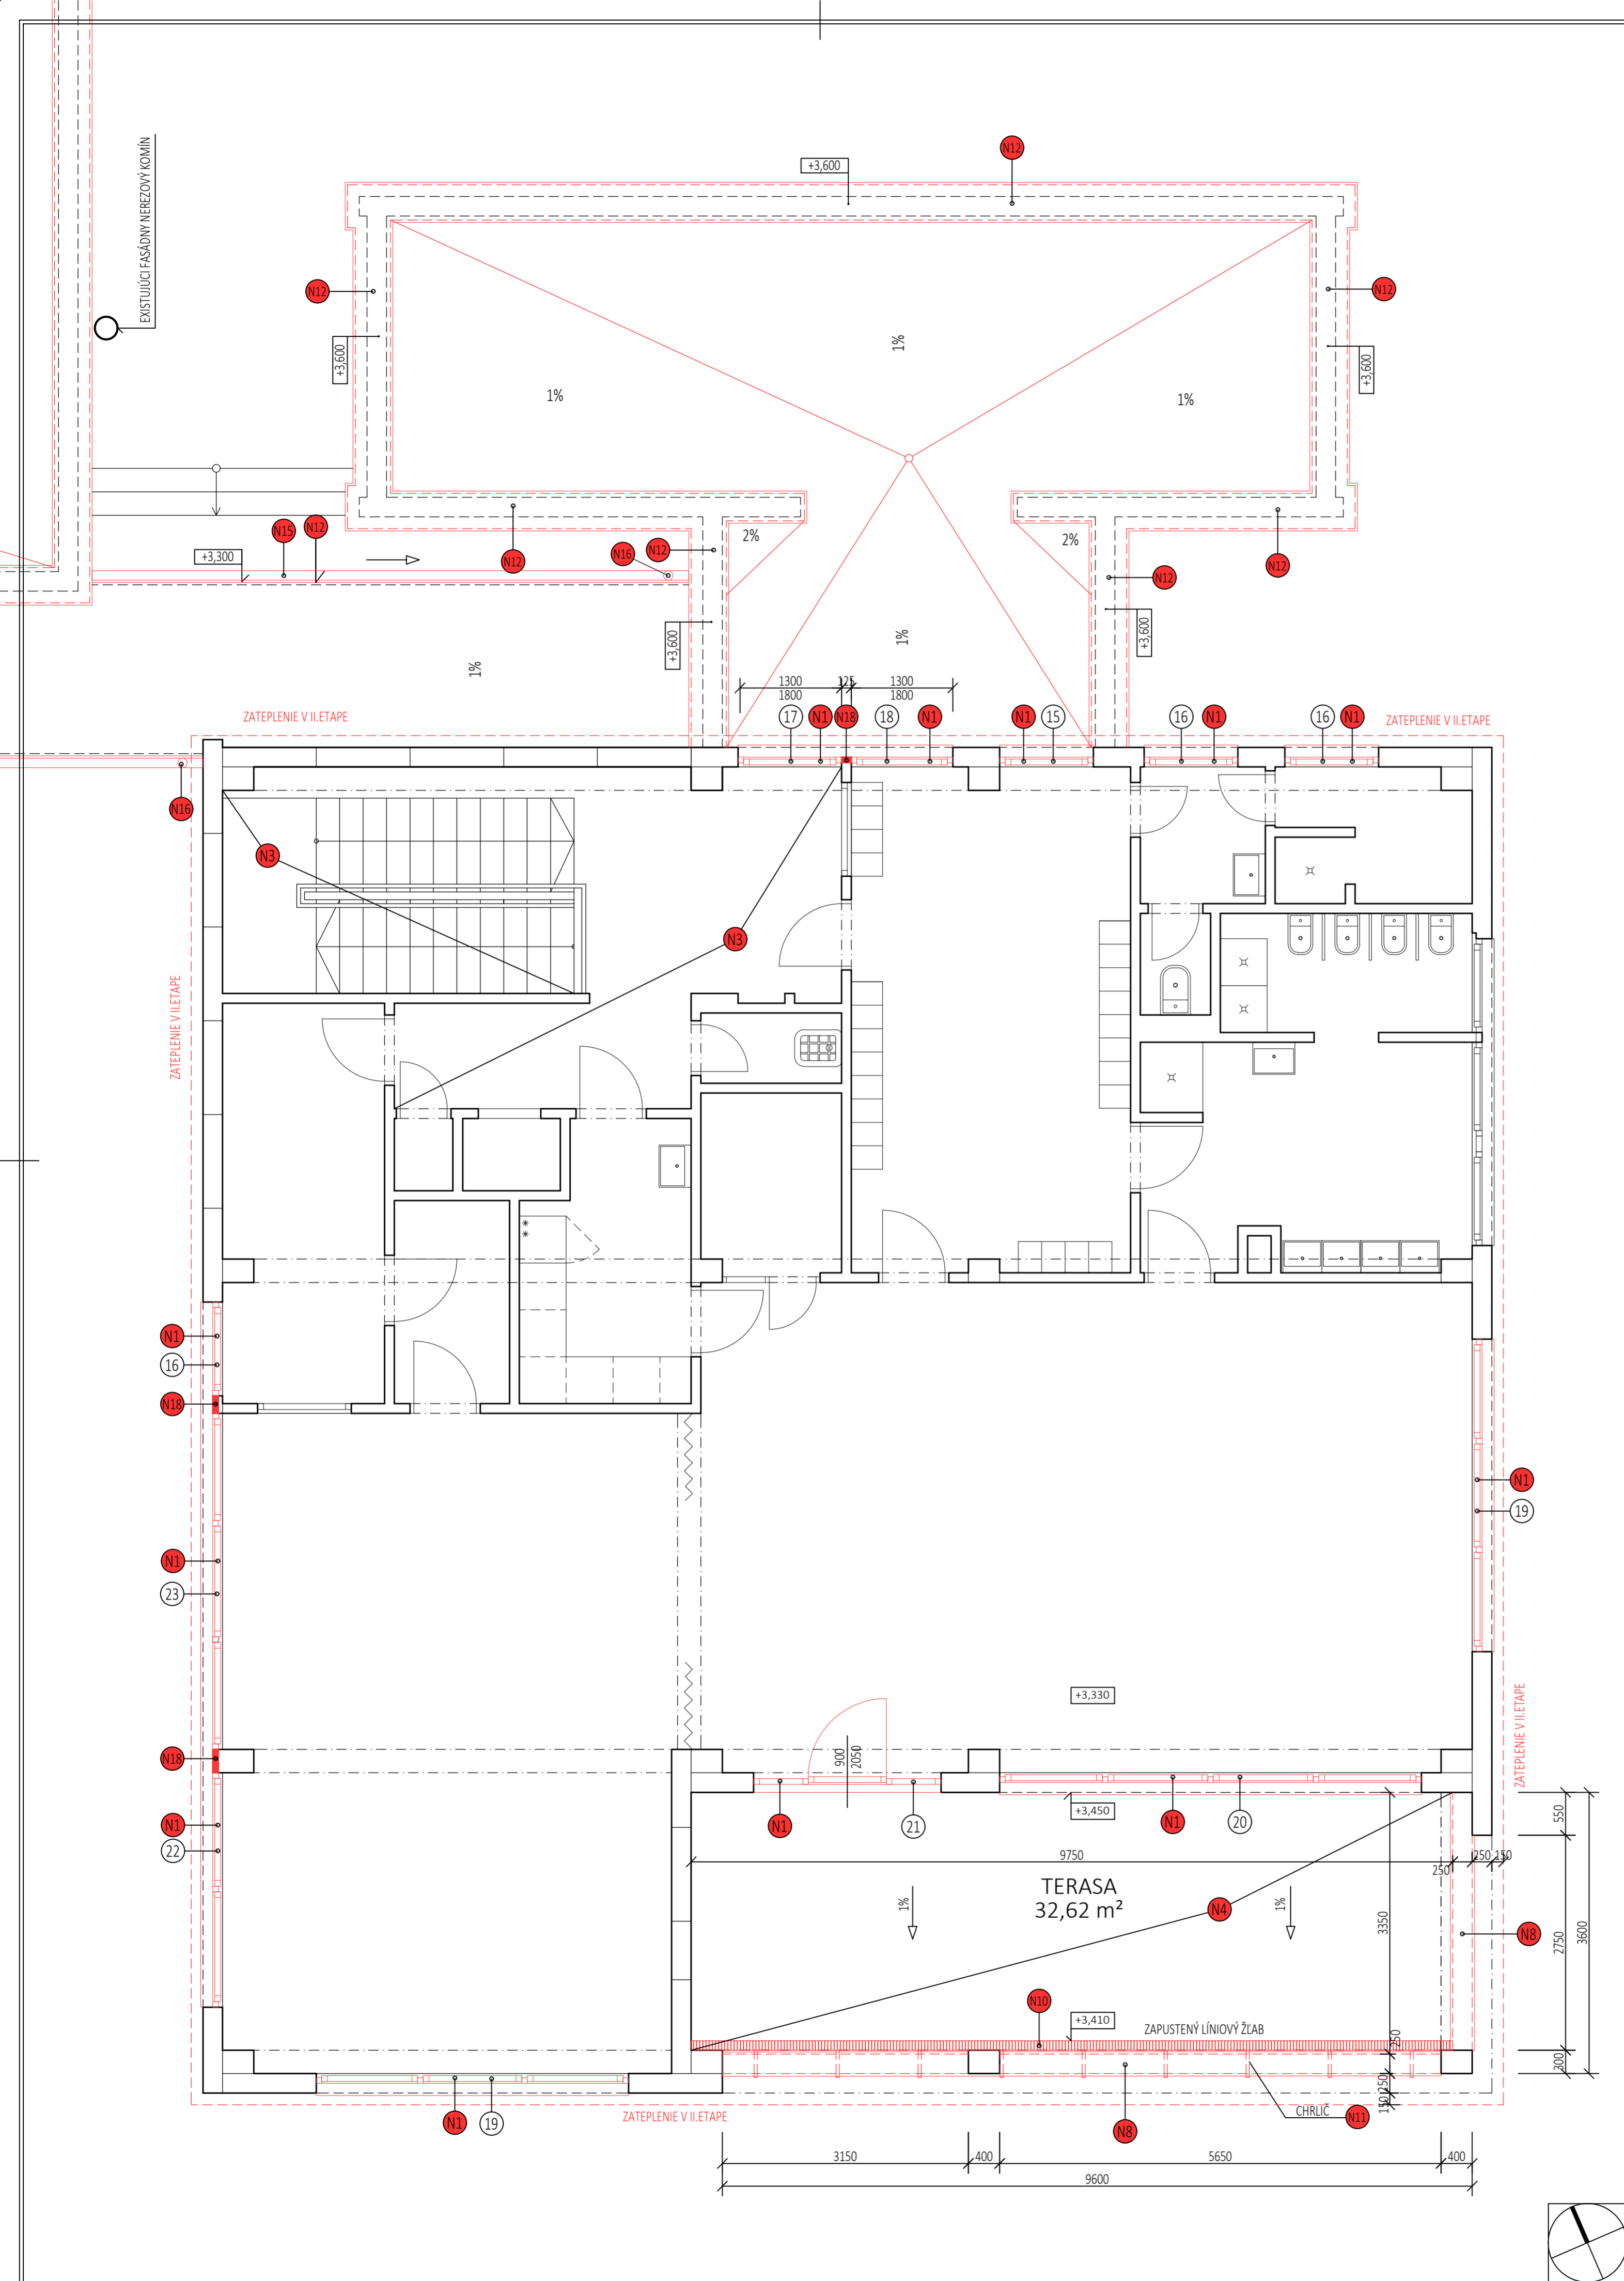 EXISTUJÚCI FASÁDNY NEREZOVÝ KOMÍN
+3,600
N12
N12
N12
+3,600
+3,600
1%
1%
1%
N15
N12
+3,300
N12
N16
N12
2%
2%
N12
N12
+3,600
+3,600
1%
1%
1300
125
1300
1800
1800
ZATEPLENIE V II.ETAPE
17
N1
N18
18
N1
N1
15
16
N1
16
N1
ZATEPLENIE V II.ETAPE
N16
N3
N3
ZATEPLENIE V II.ETAPE
N1
16
N18
N1
19
N1
23
+3,330
ZATEPLENIE V II.ETAPE
N18
900
2050
N1
22
N1
21
+3,450
N1
20
550
9750
250
250
150
TERASA
32,62 m²
1%
N4
1%
3350
N8
2750
3600
N10
+3,410
ZAPUSTENÝ LÍNIOVÝ ŽĽAB
250
300
250
150
N1
19
ZATEPLENIE V II.ETAPE
N8
CHRLIČ
N11
3150
400
5650
400
9600